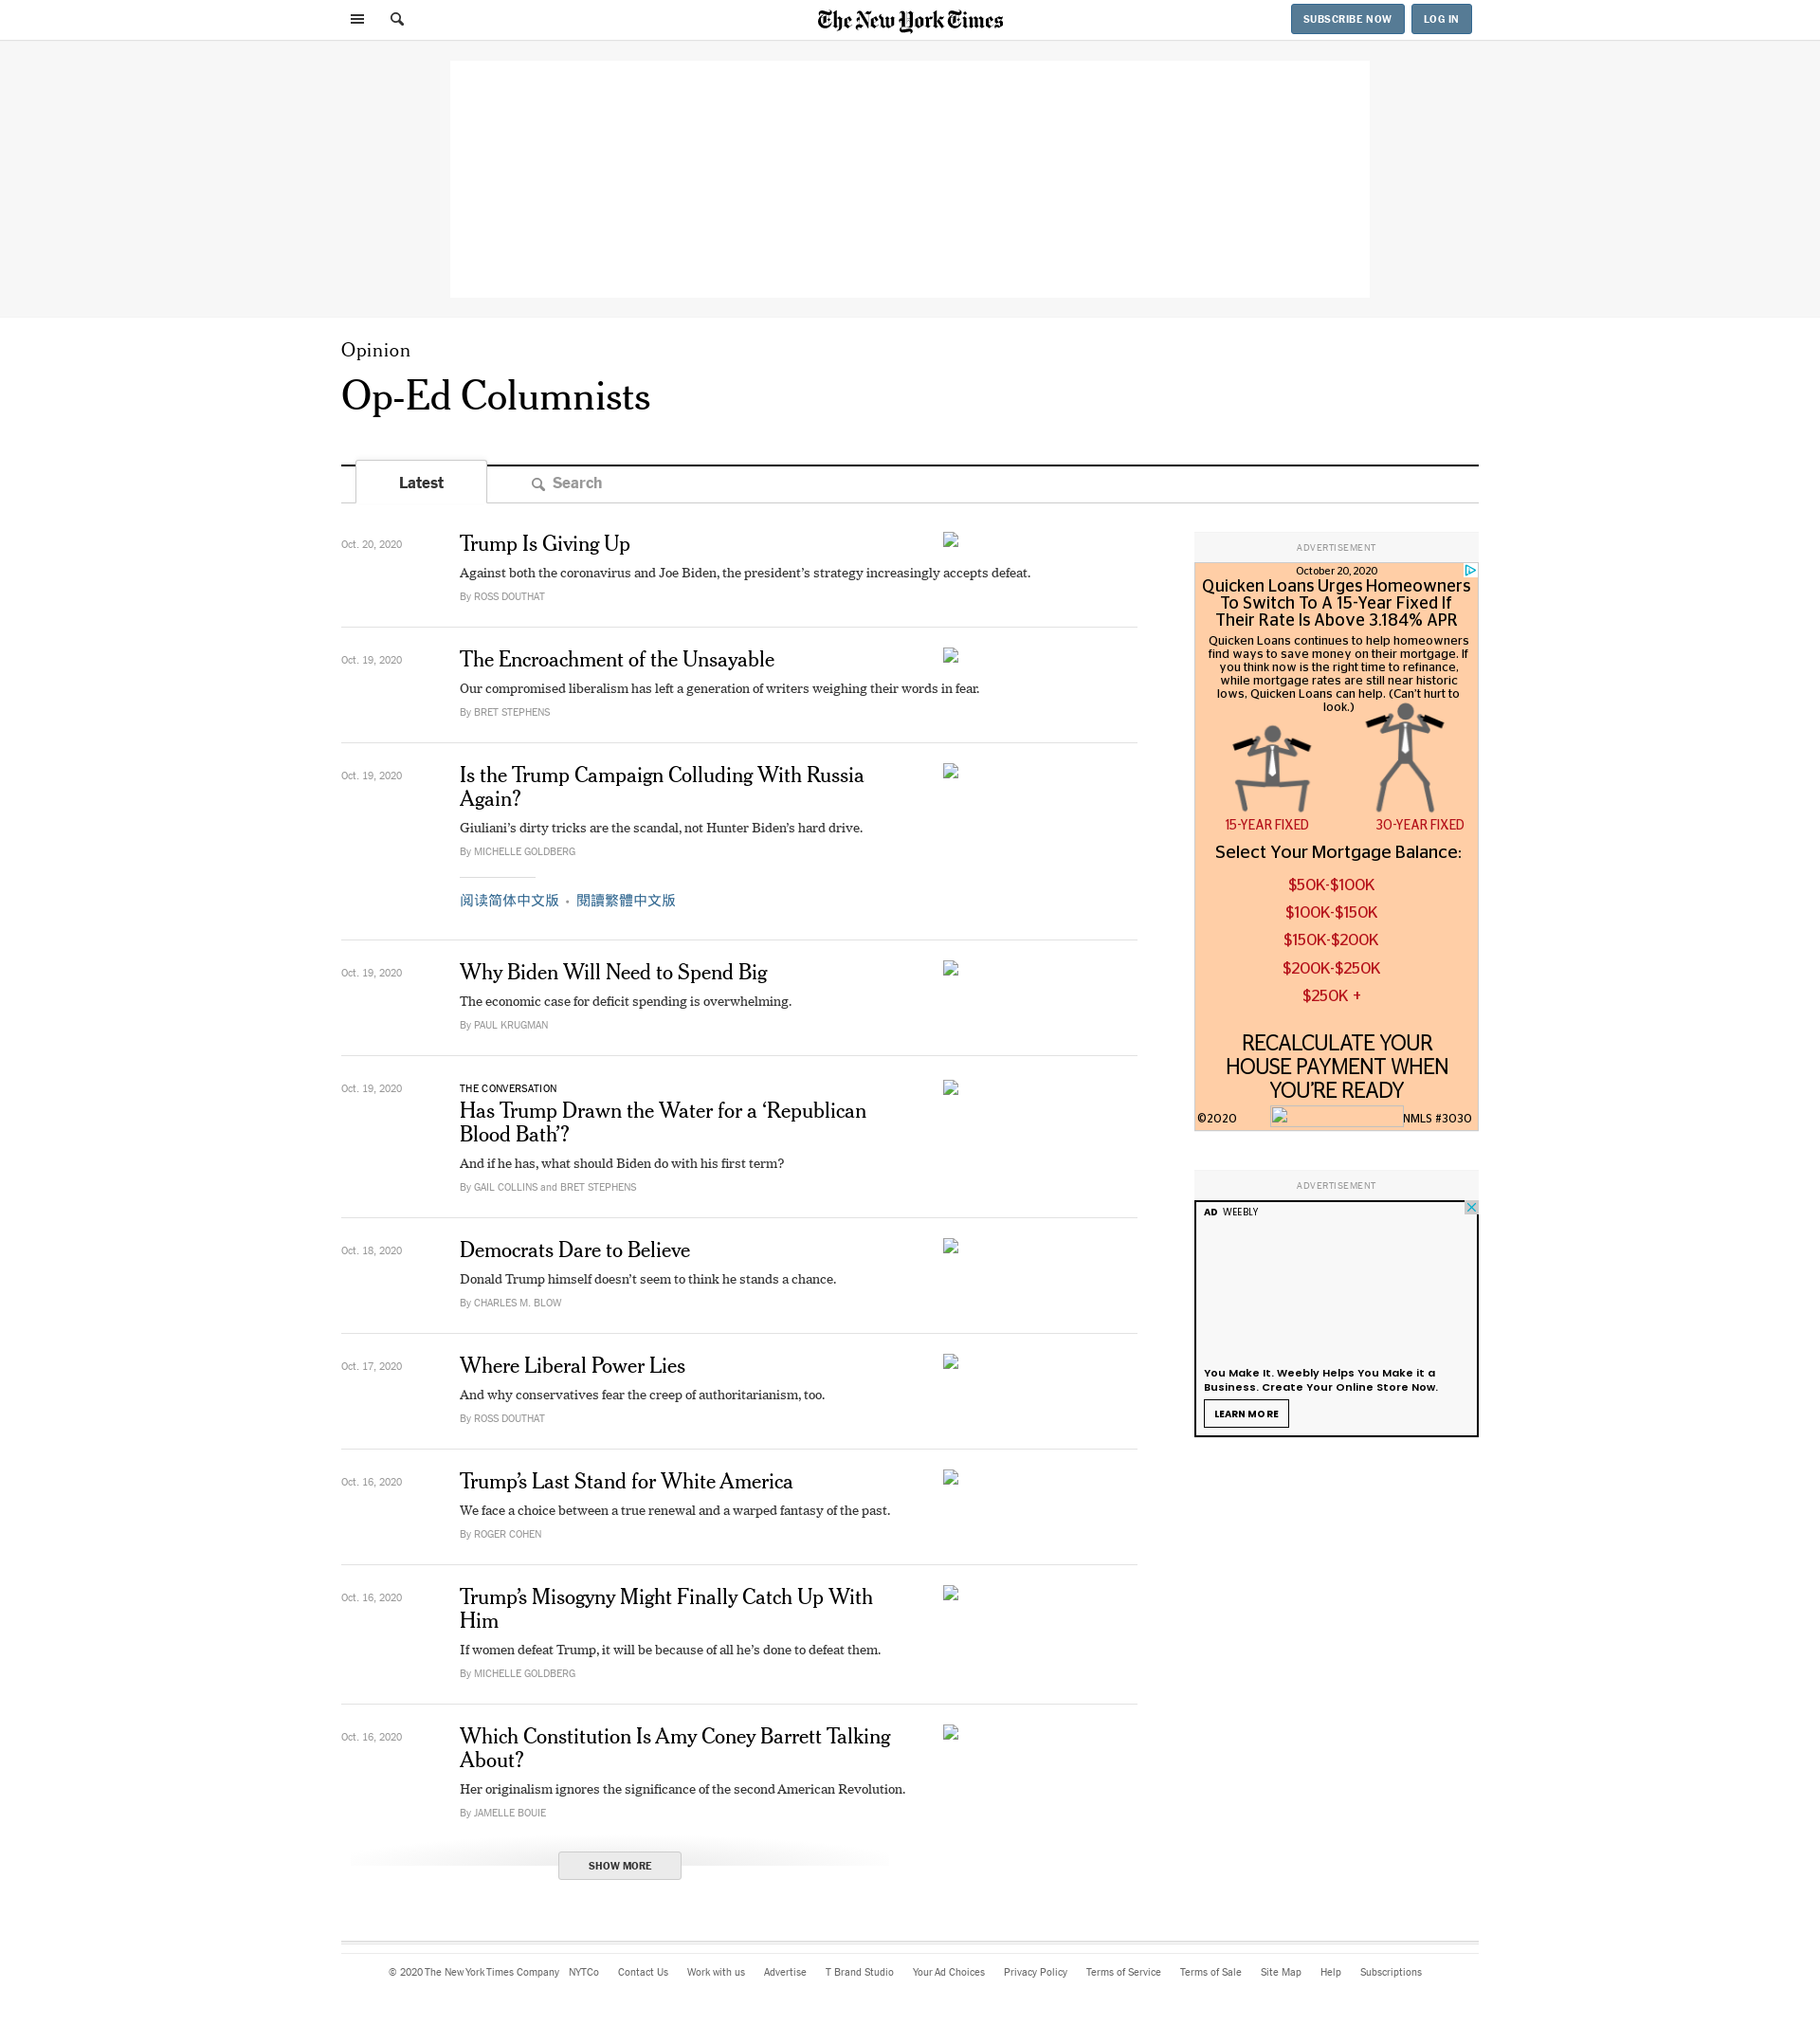 The New York Times
SUBSCRIBE NOW
LOG IN
Opinion
Op-Ed Columnists
Latest
Search
Oct. 20, 2020
Trump Is Giving Up
Against both the coronavirus and Joe Biden, the president’s strategy increasingly accepts defeat.
By ROSS DOUTHAT
Oct. 19, 2020
The Encroachment of the Unsayable
Our compromised liberalism has left a generation of writers weighing their words in fear.
By BRET STEPHENS
Oct. 19, 2020
Is the Trump Campaign Colluding With Russia
Again?
Giuliani’s dirty tricks are the scandal, not Hunter Biden’s hard drive.
By MICHELLE GOLDBERG
阅读简体中文版 • 閱讀繁體中文版
Oct. 19, 2020
Why Biden Will Need to Spend Big
The economic case for deficit spending is overwhelming.
By PAUL KRUGMAN
Oct. 19, 2020
THE CONVERSATION
Has Trump Drawn the Water for a ‘Republican
Blood Bath’?
And if he has, what should Biden do with his first term?
By GAIL COLLINS and BRET STEPHENS
Oct. 18, 2020
Democrats Dare to Believe
Donald Trump himself doesn’t seem to think he stands a chance.
By CHARLES M. BLOW
Oct. 17, 2020
Where Liberal Power Lies
And why conservatives fear the creep of authoritarianism, too.
By ROSS DOUTHAT
Oct. 16, 2020
Trump’s Last Stand for White America
We face a choice between a true renewal and a warped fantasy of the past.
By ROGER COHEN
Oct. 16, 2020
Trump’s Misogyny Might Finally Catch Up With
Him
If women defeat Trump, it will be because of all he’s done to defeat them.
By MICHELLE GOLDBERG
Oct. 16, 2020
Which Constitution Is Amy Coney Barrett Talking
About?
Her originalism ignores the significance of the second American Revolution.
By JAMELLE BOUIE
SHOW MORE
ADVERTISEMENT
October 20, 2020
Quicken Loans Urges Homeowners
To Switch To A 15-Year Fixed If
Their Rate Is Above 3.184% APR
Quicken Loans continues to help homeowners
find ways to save money on their mortgage. If
you think now is the right time to refinance,
while mortgage rates are still near historic
lows, Quicken Loans can help. (Can’t hurt to
look.)
15-YEAR FIXED
30-YEAR FIXED
Select Your Mortgage Balance:
$50K-$100K
$100K-$150K
$150K-$200K
$200K-$250K
$250K +
RECALCULATE YOUR
HOUSE PAYMENT WHEN
YOU’RE READY
©2020
NMLS #3030
ADVERTISEMENT
AD WEEBLY
You Make It. Weebly Helps You Make it a
Business. Create Your Online Store Now.
LEARN MORE
© 2020 The New York Times Company NYTCo Contact Us Work with us Advertise T Brand Studio Your Ad Choices Privacy Policy Terms of Service Terms of Sale Site Map Help Subscriptions